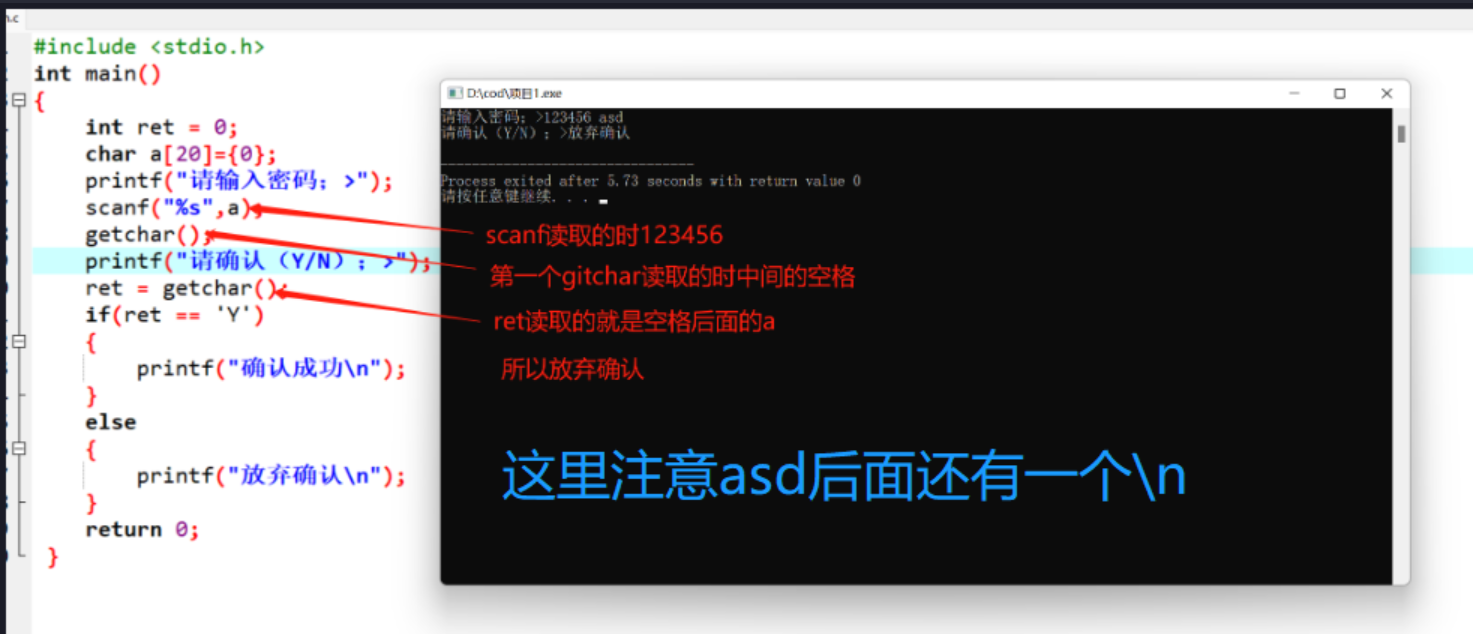 n.c
#include <stdio.h>
int main()
{
int ret = 0;
char a[20]={0};
printf("请输入密码；>");
scanf("%s",a);
getchar();
printf("请确认（Y/N）；>");
ret = getchar();
if(ret == 'Y')
{
printf("确认成功\n");
}
else
{
printf("放弃确认\n");
}
return 0;
}
D:\cod\项目1.exe
请输入密码；>123456 asd
请确认（Y/N）；>放弃确认
--------------------------------
Process exited after 5.73 seconds with return value 0
请按任意键继续. . .
scanf读取的时123456
第一个gitchar读取的时中间的空格
ret读取的就是空格后面的a
所以放弃确认
这里注意asd后面还有一个\n